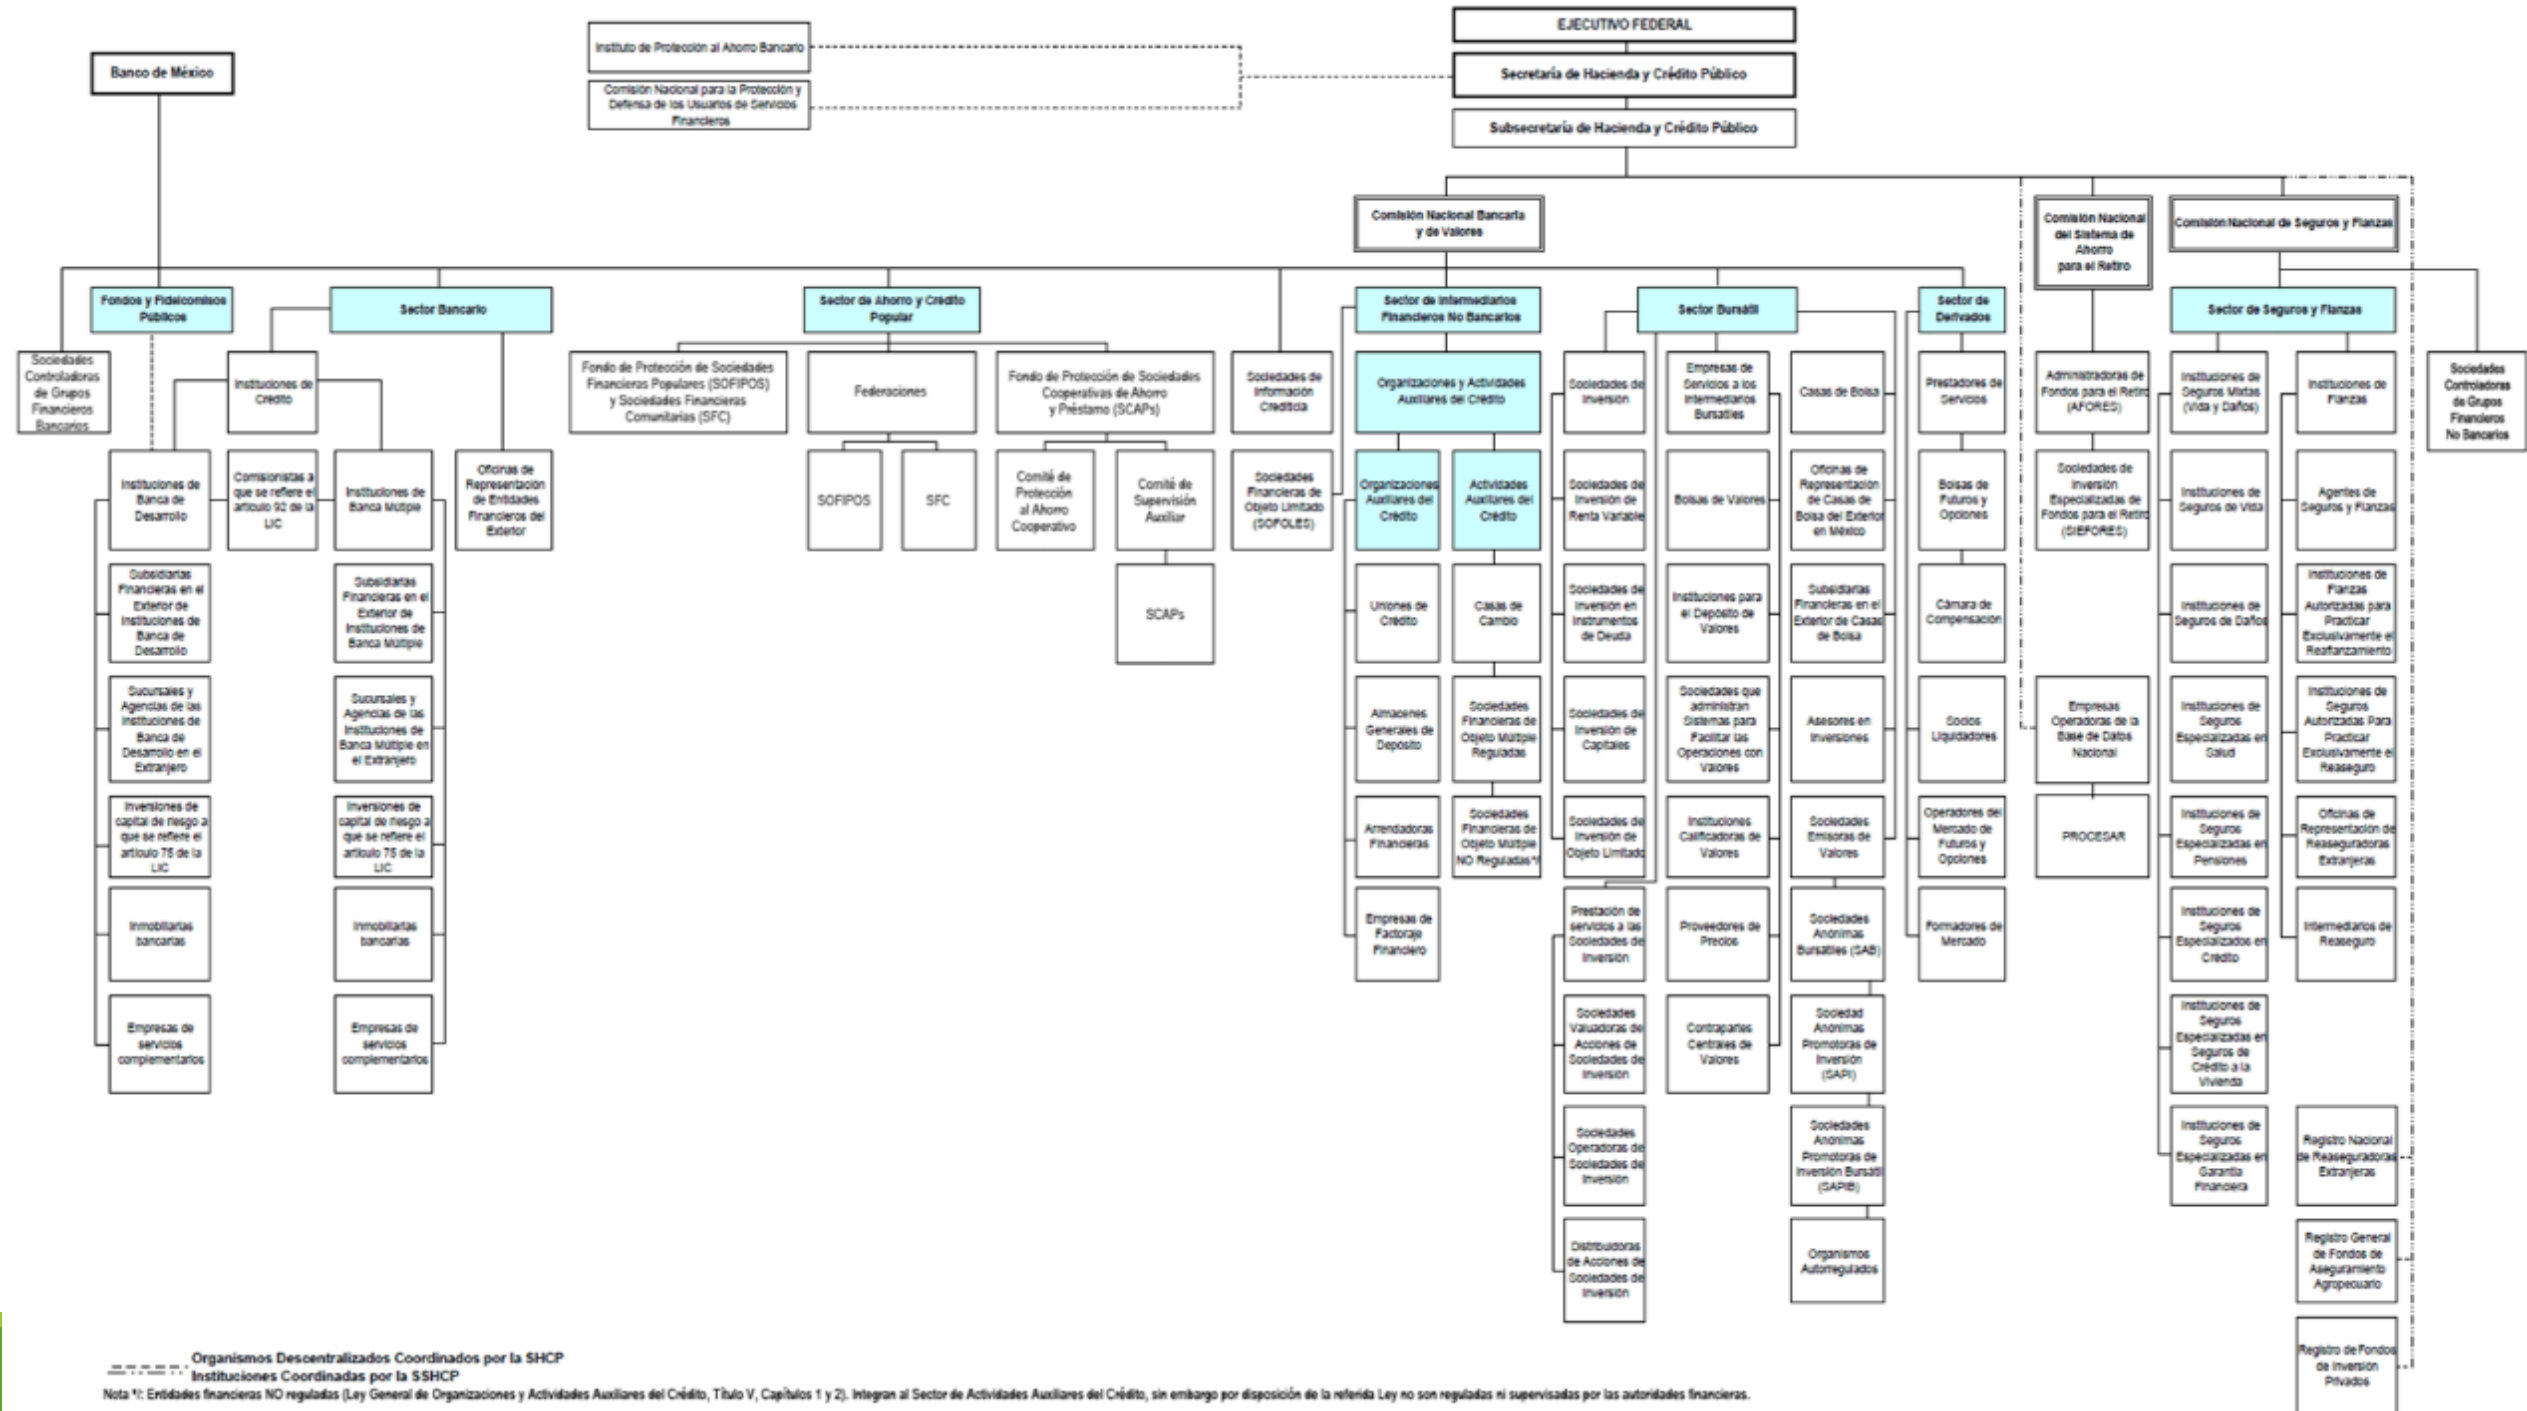 EJECUTIVO FEDERAL
Instituto de Protección al Ahorro Bancario
Banco de México
Secretaría de Hacienda y Crédito Público
Comisión Nacional para la Protección y
Defensa de los Usuarios de Servicios
Financieros
Subsecretaría de Hacienda y Crédito Público
Comisión Nacional Bancaria
y de Valores
Comisión Nacional
del Sistema de
Ahorro
para el Retiro
Comisión Nacional de Seguros y Fianzas
Fondos y Fideicomisos
Públicos
Sector Bancario
Sector de Ahorro y Crédito
Popular
Sector de Intermediarios
Financieros No Bancarios
Sector Bursátil
Sector de
Derivados
Sector de Seguros y Fianzas
Sociedades
Controladoras
de Grupos
Financieros
Bancarios
Instituciones de
Crédito
Fondo de Protección de Sociedades
Financieras Populares (SOFIPOS)
y Sociedades Financieras
Comunitarias (SFC)
Federaciones
Fondo de Protección de Sociedades
Cooperativas de Ahorro
y Préstamo (SCAPs)
Sociedades de
Información
Crediticia
Organizaciones y Actividades
Auxiliares del Crédito
Sociedades de
Inversión
Empresas de
Servicios a los
Intermediarios
Bursatiles
Casas de Bolsa
Prestadores de
Servicios
Administradoras de
Fondos para el Retiro
(AFORES)
Instituciones de
Seguros Mixtas
(Vida y Daños)
Instituciones de
Fianzas
Sociedades
Controladoras
de Grupos
Financieros
No Bancarios
Instituciones de
Banca de
Desarrollo
Comisionistas a
que se refiere el
artículo 92 de la
LIC
Instituciones de
Banca Mútiple
Oficinas de
Representación
de Entidades
Financieros del
Exterior
SOFIPOS
SFC
Comité de
Protección
al Ahorro
Cooperativo
Comité de
Supervisión
Auxiliar
Sociedades
Financieras de
Objeto Limitado
(SOFOLES)
Organizaciones
Auxiliares del
Crédito
Actividades
Auxiliares del
Crédito
Sociedades de
Inversión de
Renta Variable
Bolsas de Valores
Oficinas de
Representación
de Casas de
Bolsa del Exterior
en México
Bolsas de
Futuros y
Opciones
Sociedades de
Inversión
Especializadas de
Fondos para el Retiro
(SIEFORES)
Instituciones de
Seguros de Vida
Agentes de
Seguros y Fianzas
Subsidiarias
Financieras en el
Exterior de
Instituciones de
Banca de
Desarrollo
Subsidiarias
Financieras en el
Exterior de
Instituciones de
Banca Múltiple
SCAPs
Uniones de
Crédito
Casas de
Cambio
Sociedades de
Inversión en
Instrumentos
de Deuda
Instituciones para
el Depósito de
Valores
Subsidiarias
Financieras en el
Exterior de Casas
de Bolsa
Cámara de
Compensación
Instituciones de
Seguros de Daños
Instituciones de
Fianzas
Autorizadas para
Practicar
Exclusivamente el
Reafianzamiento
Sucursales y
Agencias de las
Instituciones de
Banca de
Desarrollo en el
Extranjero
Sucursales y
Agencias de las
Instituciones de
Banca Múltiple en
el Extranjero
Almacenes
Generales de
Depósito
Sociedades
Financieras de
Objeto Múltiple
Reguladas
Sociedades de
Inversión de
Capitales
Sociedades que
administran
Sistemas para
Facilitar las
Operaciones con
Valores
Asesores en
Inversiones
Socios
Liquidadores
Empresas
Operadoras de la
Base de Datos
Nacional
Instituciones de
Seguros
Especializadas en
Salud
Instituciones de
Seguros
Autorizadas Para
Practicar
Exclusivamente el
Reaseguro
Inversiones de
capital de riesgo a
que se refiere el
artículo 75 de la
LIC
Inversiones de
capital de riesgo a
que se refiere el
artículo 75 de la
LIC
Arrendadoras
Financieras
Sociedades
Financieras de
Objeto Múltiple
NO Reguladas*/
Sociedades de
Inversión de
Objeto Limitado
Instituciones
Calificadoras de
Valores
Sociedades
Emisoras de
Valores
Operadores del
Mercado de
Futuros y
Opciones
PROCESAR
Instituciones de
Seguros
Especializadas en
Pensiones
Oficinas de
Representación de
Reaseguradoras
Extranjeras
Inmobiliarias
bancarias
Inmobiliarias
bancarias
Empresas de
Factoraje
Financiero
Prestación de
servicios a las
Sociedades de
Inversión
Proveedores de
Precios
Sociedades
Anónimas
Bursátiles (SAB)
Formadores de
Mercado
Instituciones de
Seguros
Especializados en
Crédito
Intermediarios de
Reaseguro
Empresas de
servicios
complementarios
Empresas de
servicios
complementarios
Sociedades
Valuadoras de
Acciones de
Sociedades de
Inversión
Contrapartes
Centrales de
Valores
Sociedad
Anónimas
Promotoras de
Inversión
(SAPI)
Instituciones de
Seguros
Especializadas en
Seguros de
Crédito a la
Vivienda
Sociedades
Operadoras de
Sociedades de
Inversión
Sociedades
Anónimas
Promotoras de
Inversión Bursátil
(SAPIB)
Instituciones de
Seguros
Especializadas en
Garantía
Financiera
Registro Nacional
de Reaseguradoras
Extranjeras
Distribuidoras
de Acciones de
Sociedades de
Inversión
Organismos
Autorregulados
Registro General
de Fondos de
Aseguramiento
Agropecuario
Registro de Fondos
de Inversión
Privados
Organismos Descentralizados Coordinados por la SHCP
Instituciones Coordinadas por la SSHCP
Nota */: Entidades financieras NO reguladas (Ley General de Organizaciones y Actividades Auxiliares del Crédito, Título V, Capítulos 1 y 2). Integran al Sector de Actividades Auxiliares del Crédito, sin embargo por disposición de la referida Ley no son reguladas ni supervisadas por las autoridades financieras.